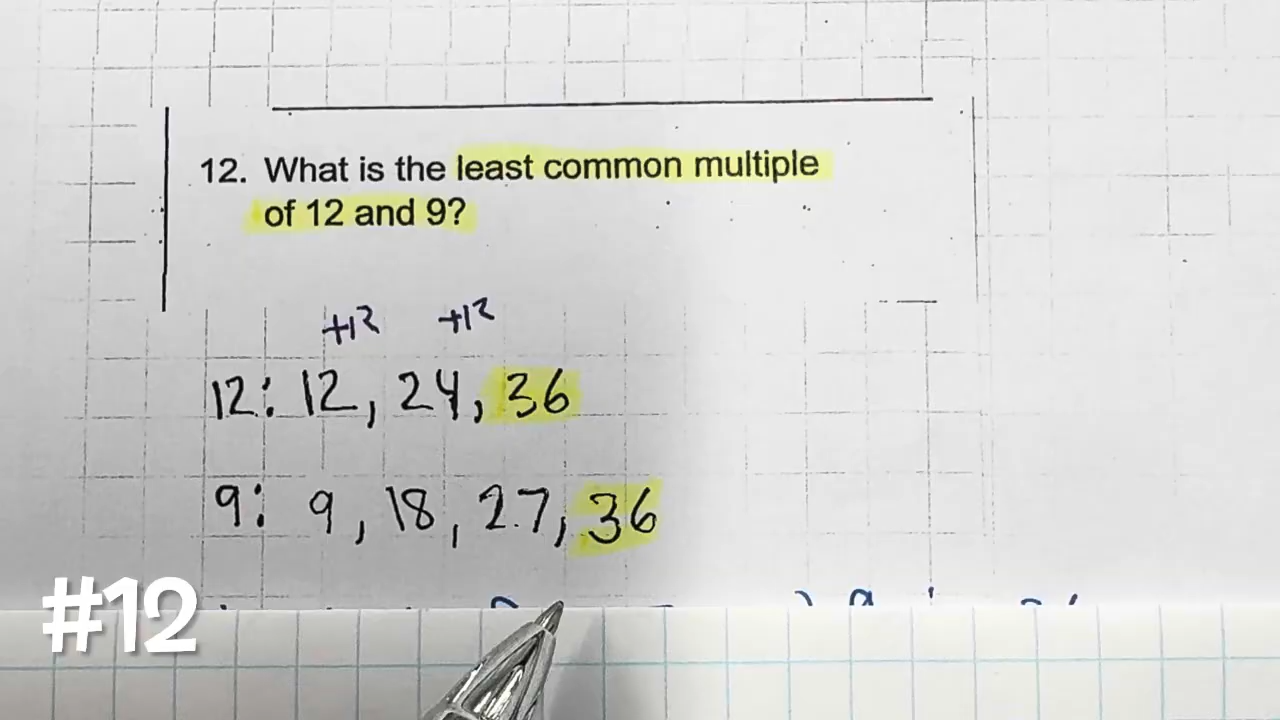 12. What is the least common multiple
of 12 and 9?
+12 +12
12: 12, 24, 36
9: 9, 18, 27, 36
#12